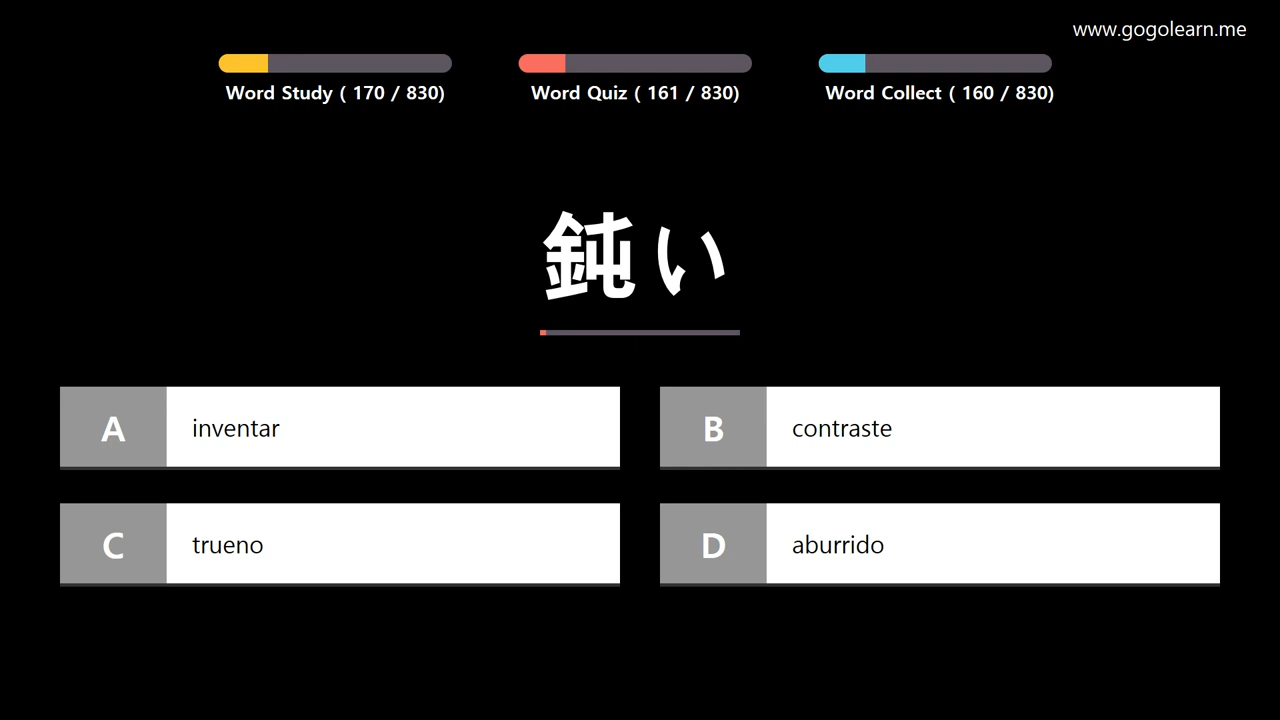 www.gogolearn.me
Word Study ( 170 / 830)
Word Quiz ( 161 / 830)
Word Collect ( 160 / 830)
鈍い
A inventar
B contraste
C trueno
D aburrido